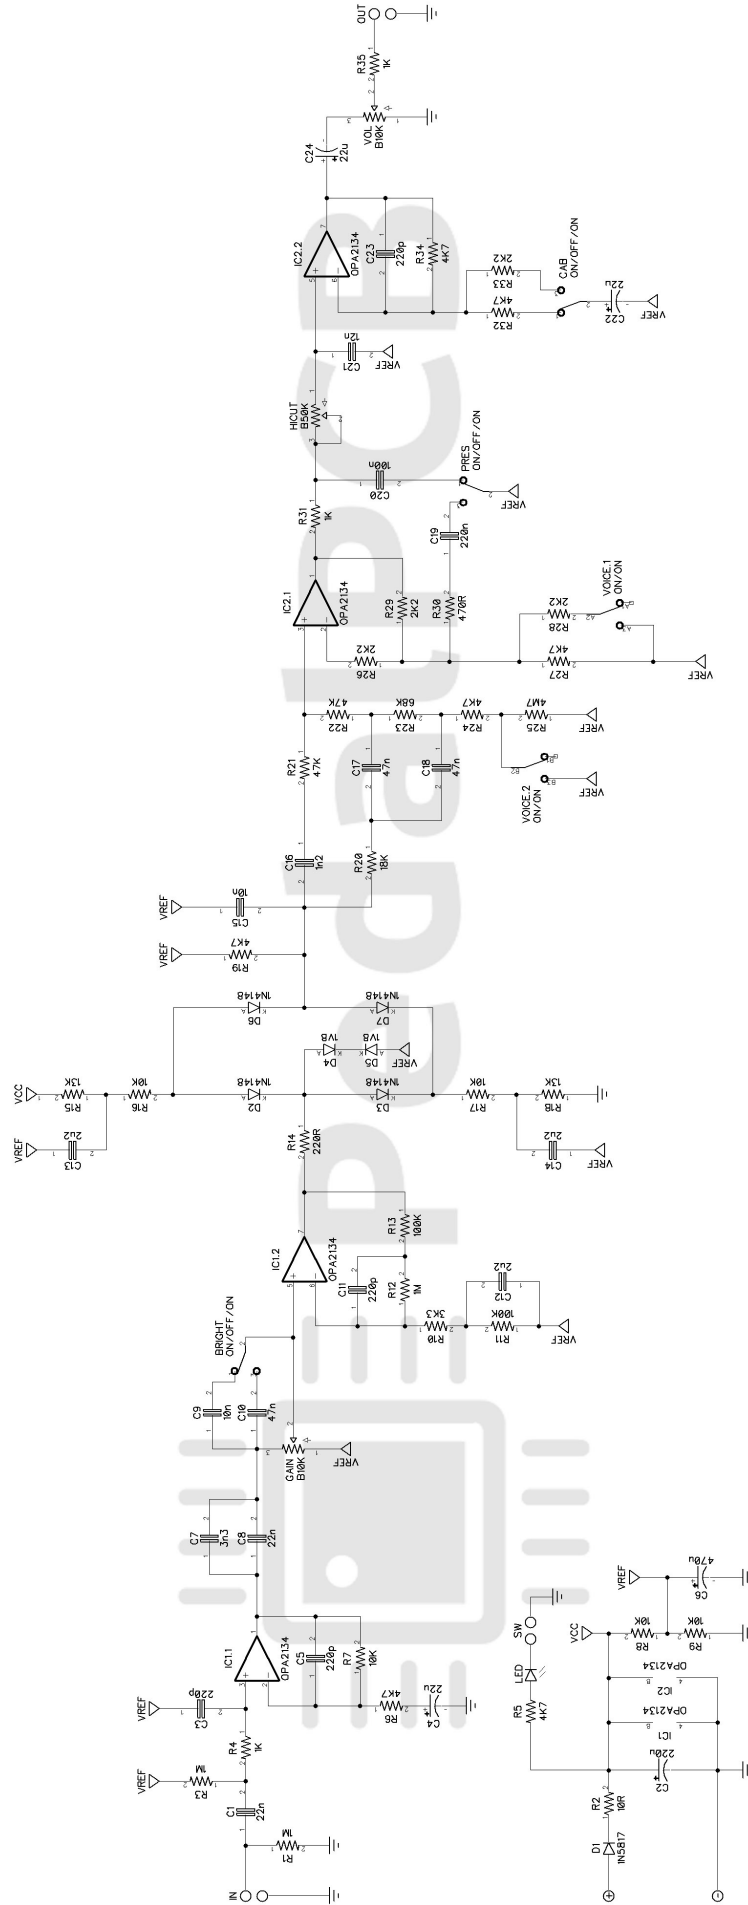 IN
R1
1M
C1
22n
VREF
R3
1M
R4
1K
VREF
C3
220p
IC1.1
OPA2134
C5
220p
R7
10K
R6
4K7
C4
22u
C7
3n3
C8
22n
GAIN
B10K
VREF
C9
10n
C10
47n
BRIGHT
ON/OFF/ON
IC1.2
OPA2134
C11
220p
R12
1M
R13
100K
R10
3K3
R11
100K
C12
2u2
VREF
R14
220R
VREF
C13
2u2
VCC
R15
13K
R16
10K
D2
1N4148
D3
1N4148
R17
10K
R18
13K
C14
2u2
VREF
D4
1V8
D5
1V8
VREF
D6
1N4148
D7
1N4148
VREF
R19
4K7
VREF
C15
10n
C16
1n2
R20
18K
R21
47K
C17
47n
C18
47n
R22
47K
R23
68K
R24
4K7
R25
4M7
VREF
VOICE.2
ON/ON
VREF
IC2.1
OPA2134
R26
2K2
R29
2K2
R30
470R
C19
220n
R27
4K7
R28
2K2
VOICE.1
ON/ON
VREF
R31
1K
C20
100n
PRES
ON/OFF/ON
VREF
HICUT
B50K
C21
12n
VREF
IC2.2
OPA2134
C23
220p
R34
4K7
R32
4K7
R33
2K2
CAB
ON/OFF/ON
C22
22u
VREF
C24
22u
VOL
B10K
R35
1K
OUT
D1
1N5817
R2
10R
C2
220u
IC1
OPA2134
IC2
OPA2134
R5
4K7
LED
SW
VCC
R8
10K
R9
10K
VREF
C6
470u
PedalPCB